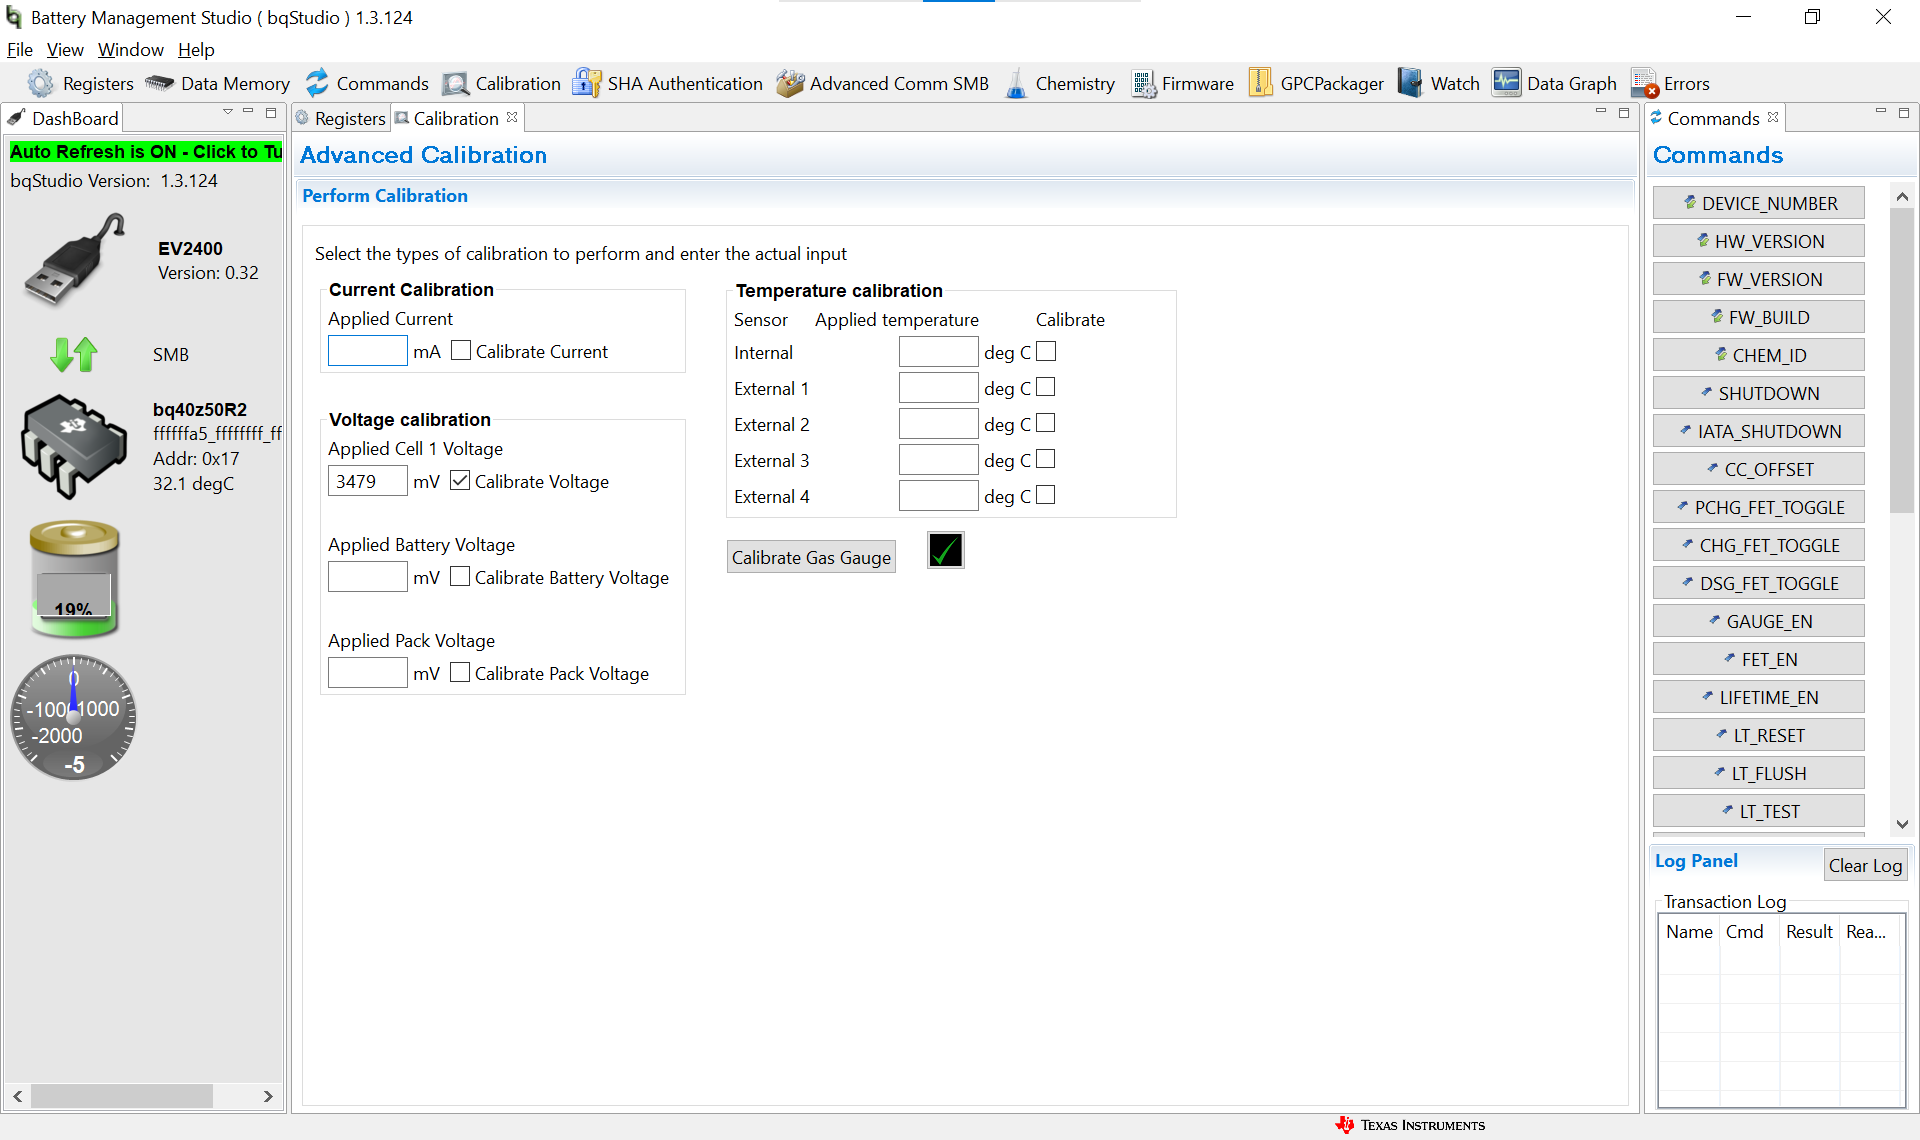 Battery Management Studio ( bqStudio ) 1.3.124
File View Window Help
Registers Data Memory Commands Calibration SHA Authentication Advanced Comm SMB Chemistry Firmware GPCPackager Watch Data Graph Errors
DashBoard
Auto Refresh is ON - Click to Tu
bqStudio Version: 1.3.124
EV2400
Version: 0.32
SMB
bq40z50R2
ffffffa5_ffffffff_ff
Addr: 0x17
32.1 degC
19%
0
-1000 1000
-2000
-5
Registers Calibration
Advanced Calibration
Perform Calibration
Select the types of calibration to perform and enter the actual input
Current Calibration
Applied Current
mA Calibrate Current
Voltage calibration
Applied Cell 1 Voltage
3479 mV Calibrate Voltage
Applied Battery Voltage
mV Calibrate Battery Voltage
Applied Pack Voltage
mV Calibrate Pack Voltage
Temperature calibration
Sensor Applied temperature Calibrate
Internal deg C
External 1 deg C
External 2 deg C
External 3 deg C
External 4 deg C
Calibrate Gas Gauge
Commands
Commands
DEVICE_NUMBER
HW_VERSION
FW_VERSION
FW_BUILD
CHEM_ID
SHUTDOWN
IATA_SHUTDOWN
CC_OFFSET
PCHG_FET_TOGGLE
CHG_FET_TOGGLE
DSG_FET_TOGGLE
GAUGE_EN
FET_EN
LIFETIME_EN
LT_RESET
LT_FLUSH
LT_TEST
Log Panel Clear Log
Transaction Log
Name Cmd Result Rea...
TEXAS INSTRUMENTS